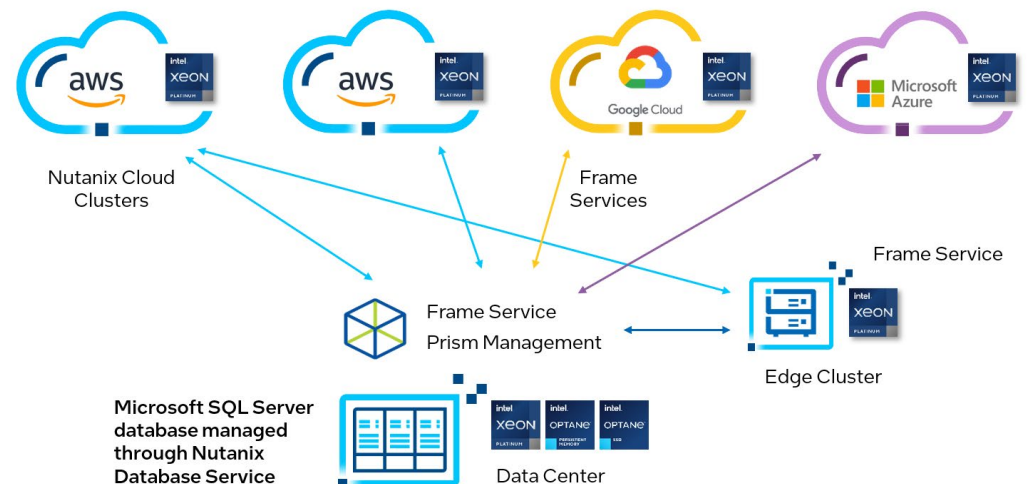 aws
intel
XEON
PLATINUM
aws
intel
XEON
PLATINUM
Google Cloud
intel
XEON
PLATINUM
Microsoft
Azure
intel
XEON
PLATINUM
Nutanix Cloud
Clusters
Frame
Services
Frame Service
intel
XEON
PLATINUM
Frame Service
Prism Management
Edge Cluster
Microsoft SQL Server
database managed
through Nutanix
Database Service
intel
XEON
PLATINUM
intel
OPTANE
PERSISTENT
MEMORY
intel
OPTANE
SSD
Data Center